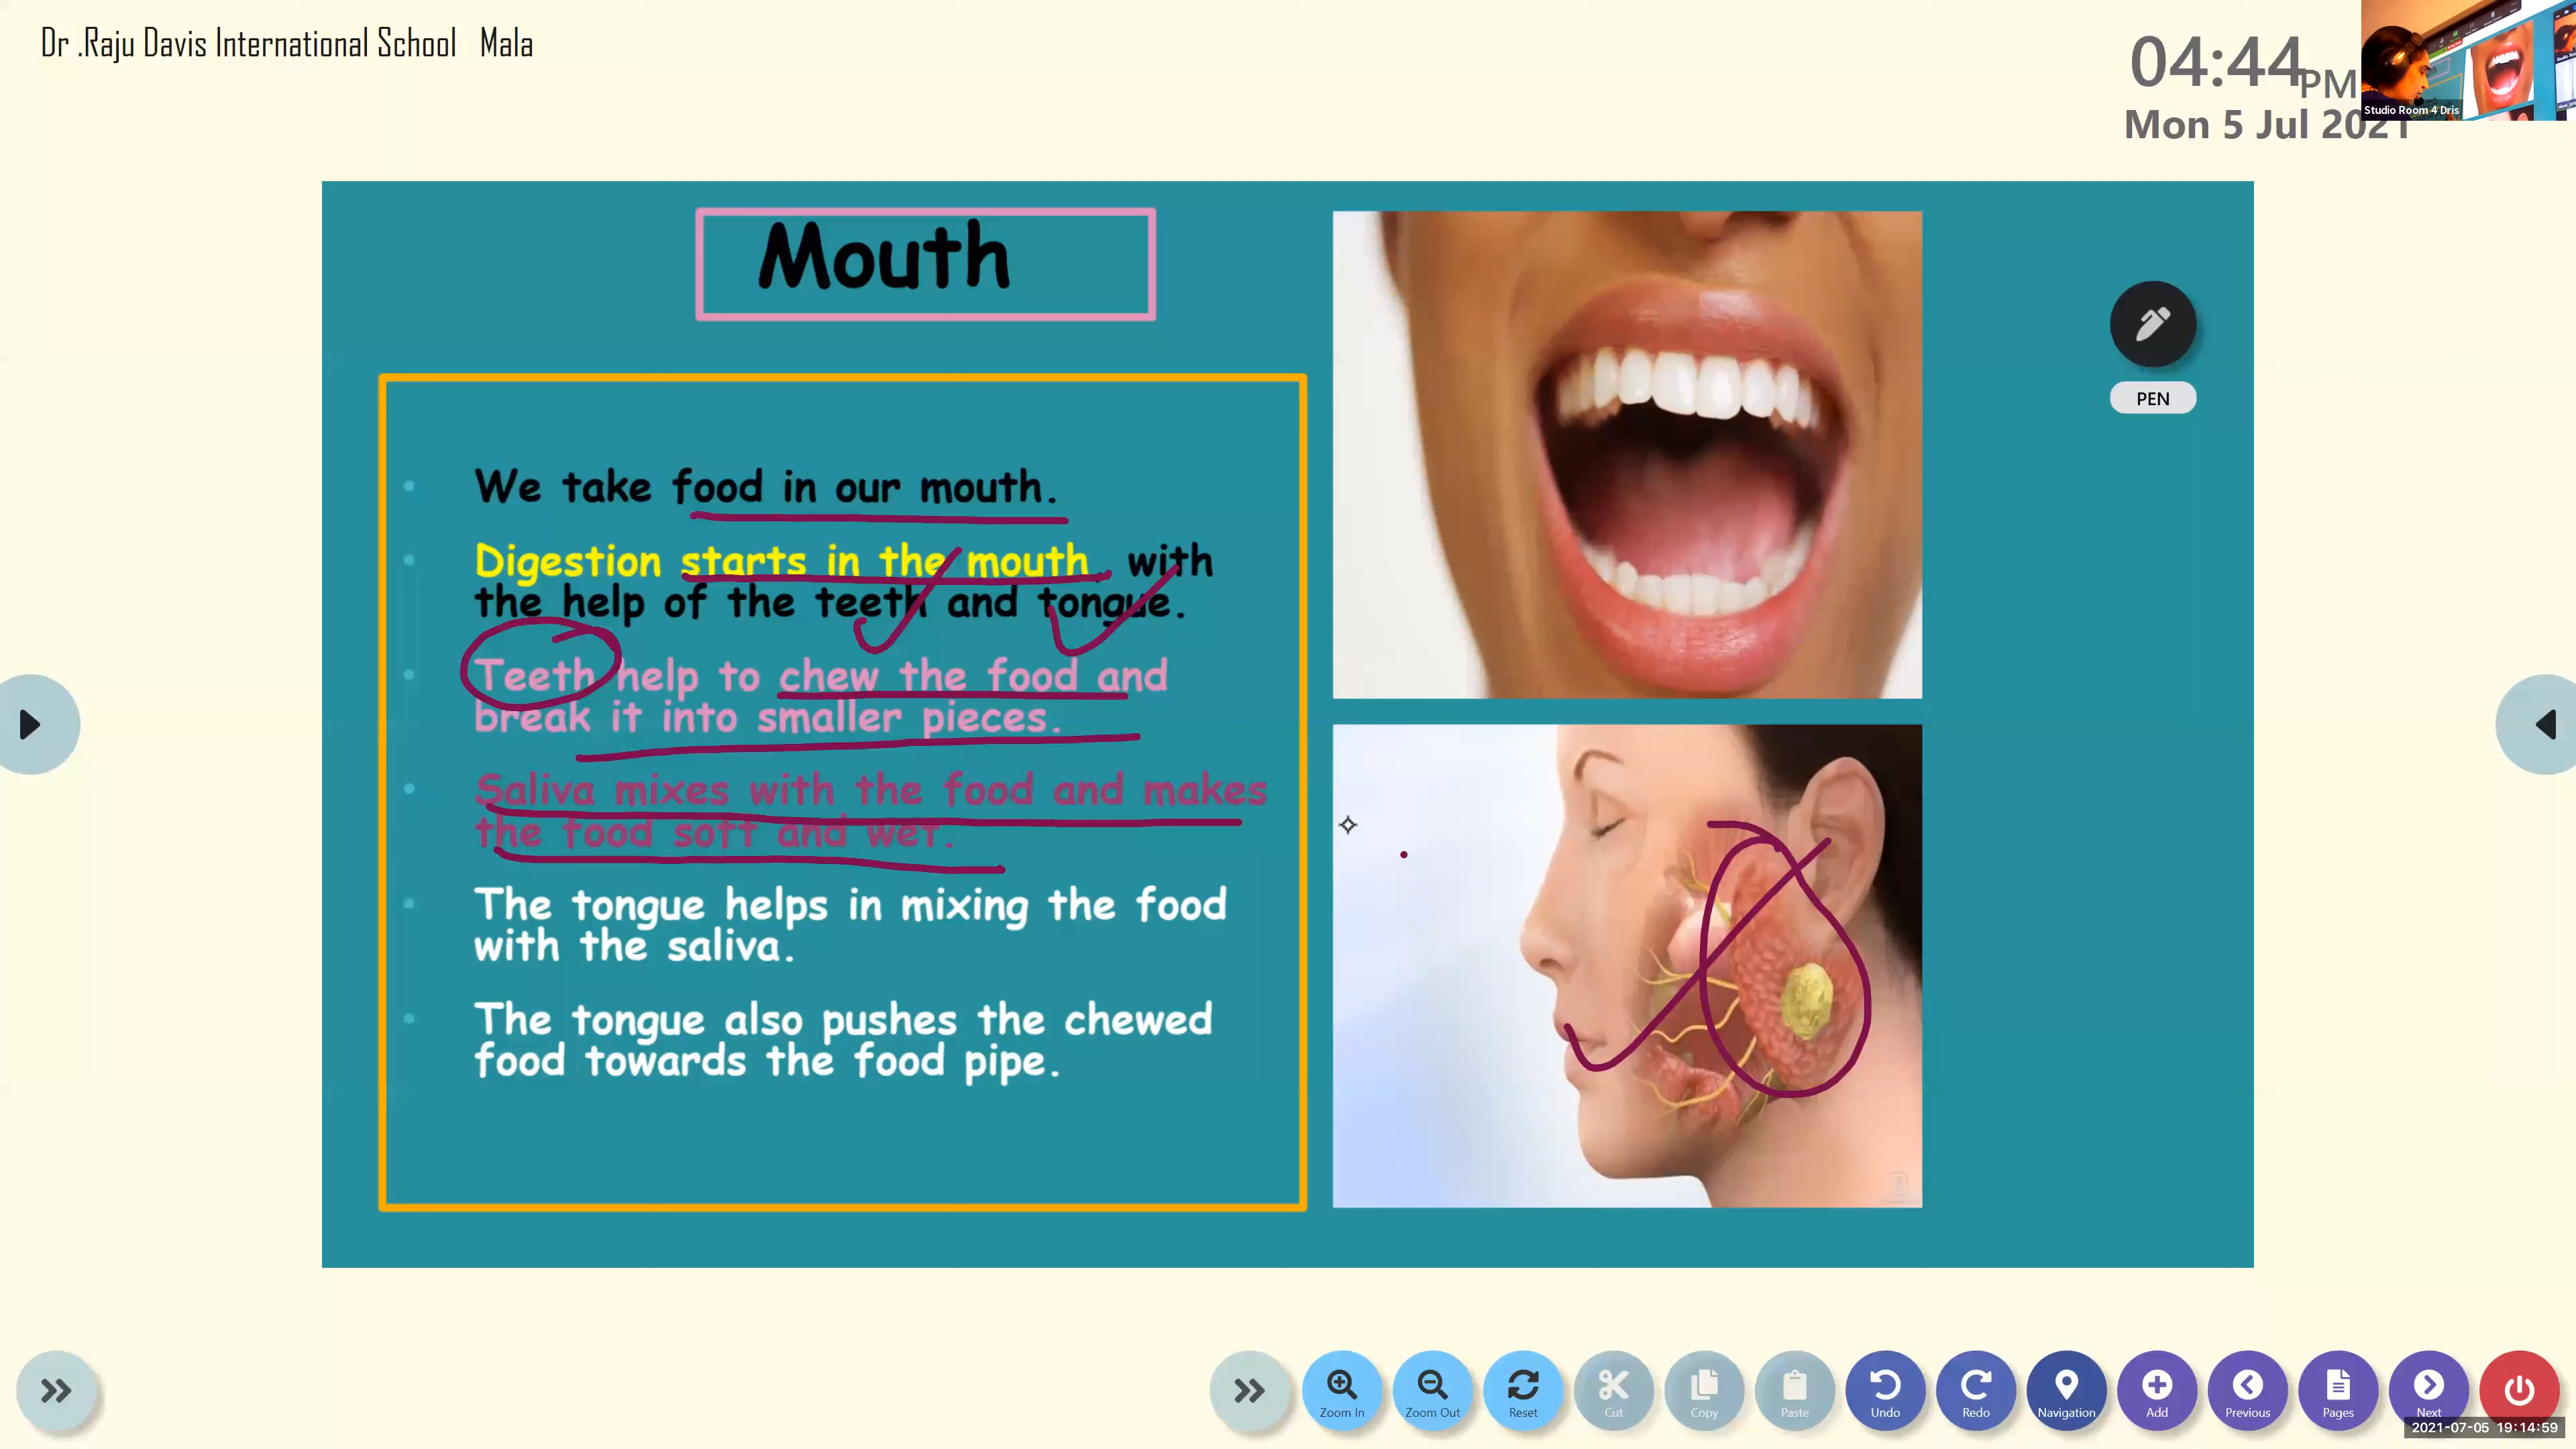 Dr .Raju Davis International School Mala
04:44 PM
Mon 5 Jul 2021
Studio Room 4 Dris
Mouth
PEN
We take food in our mouth.
Digestion starts in the mouth, with
the help of the teeth and tongue.
Teeth help to chew the food and
break it into smaller pieces.
Saliva mixes with the food and makes
the food soft and wet.
The tongue helps in mixing the food
with the saliva.
The tongue also pushes the chewed
food towards the food pipe.
Zoom In
Zoom Out
Reset
Cut
Copy
Paste
Undo
Redo
Navigation
Add
Previous
Pages
Next
2021-07-05 19:14:59